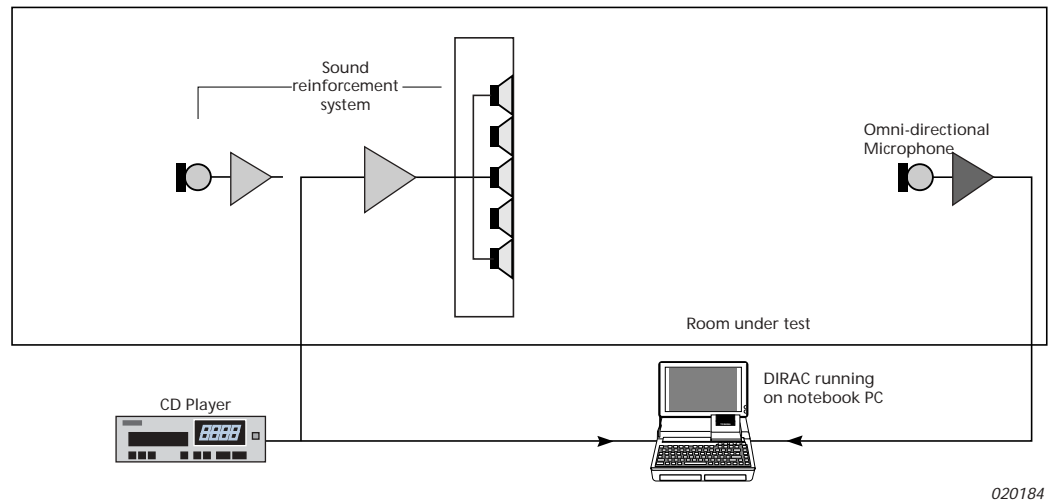 Sound
reinforcement
system
Omni-directional
Microphone
Room under test
CD Player
DIRAC running
on notebook PC
020184